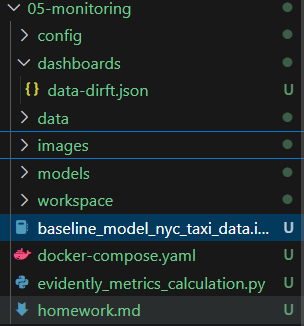 05-monitoring
config
dashboards
{} data-dirft.json U
data
images
models
workspace
baseline_model_nyc_taxi_data.i... U
docker-compose.yaml U
evidently_metrics_calculation.py U
homework.md U